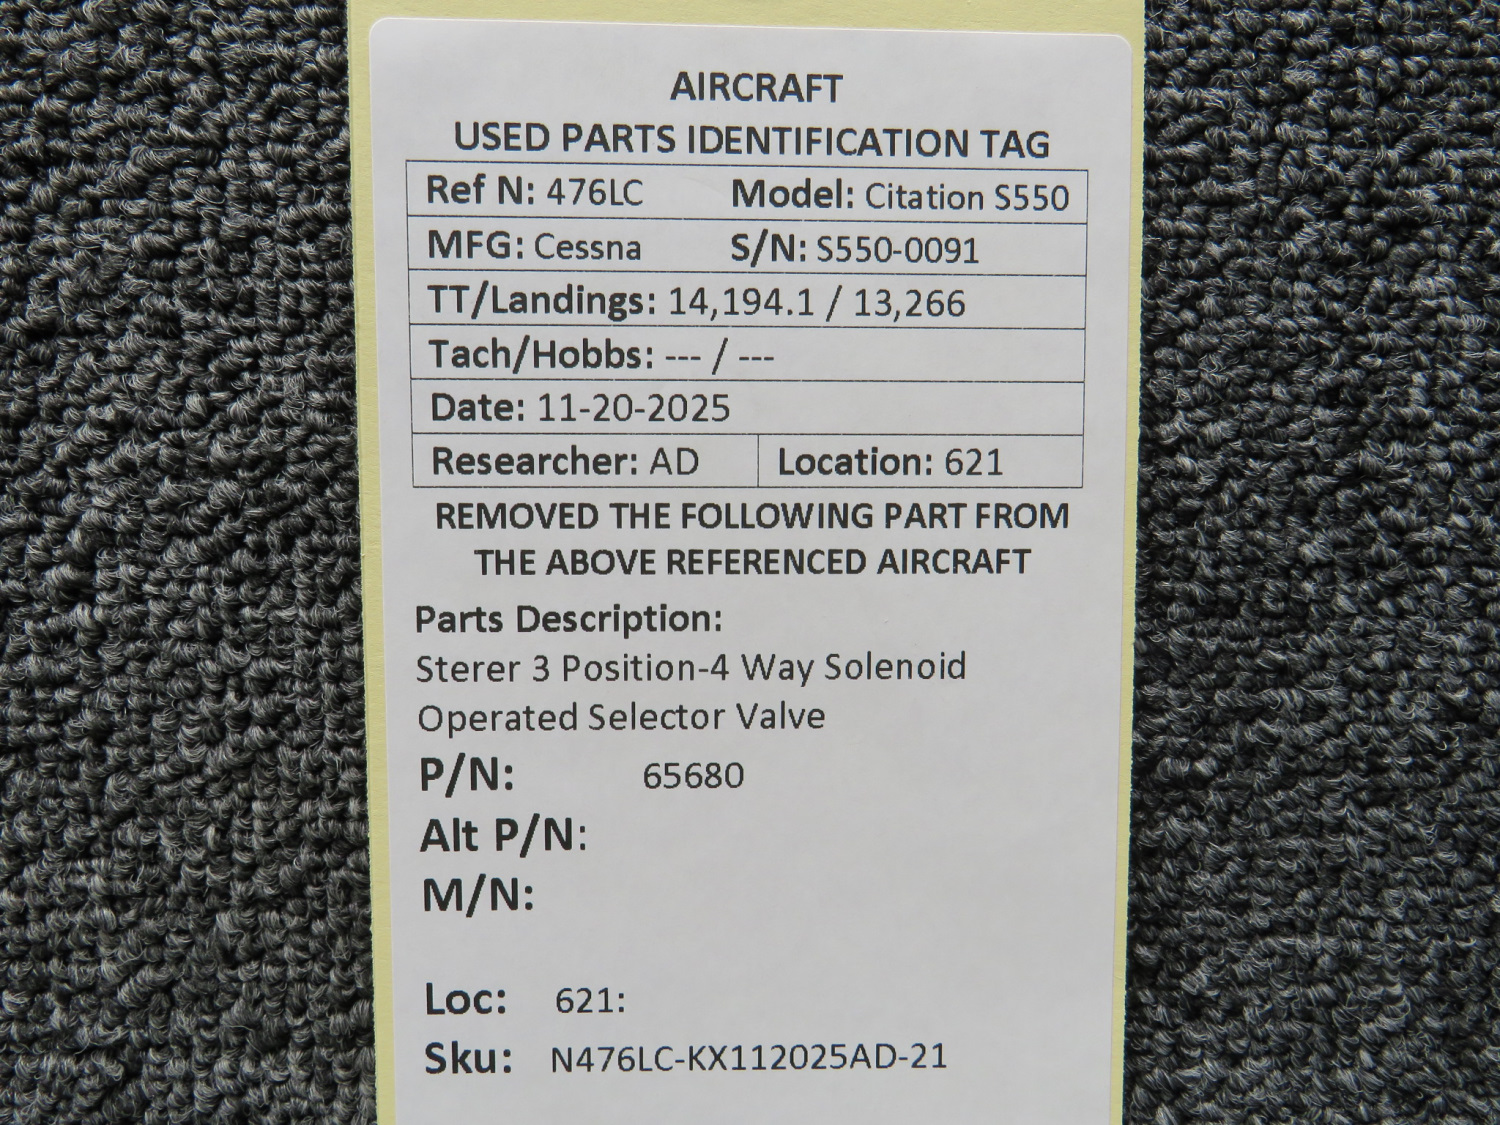 AIRCRAFT
USED PARTS IDENTIFICATION TAG
Ref N: 476LC Model: Citation S550
MFG: Cessna S/N: S550-0091
TT/Landings: 14,194.1 / 13,266
Tach/Hobbs: --- / ---
Date: 11-20-2025
Researcher: AD Location: 621
REMOVED THE FOLLOWING PART FROM
THE ABOVE REFERENCED AIRCRAFT
Parts Description:
Sterer 3 Position-4 Way Solenoid
Operated Selector Valve
P/N: 65680
Alt P/N:
M/N:
Loc: 621:
Sku: N476LC-KX112025AD-21